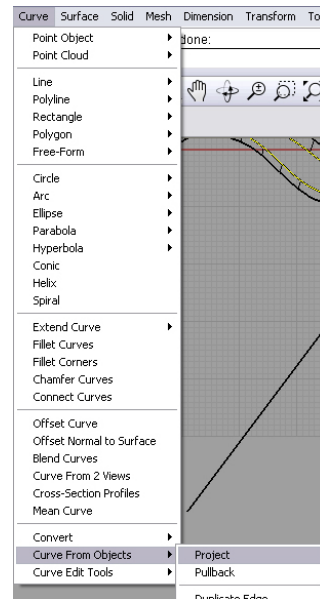 Curve Surface Solid Mesh Dimension Transform To
Point Object
done:
Point Cloud
Line
Polyline
Rectangle
Polygon
Free-Form
Circle
Arc
Ellipse
Parabola
Hyperbola
Conic
Helix
Spiral
Extend Curve
Fillet Curves
Fillet Corners
Chamfer Curves
Connect Curves
Offset Curve
Offset Normal to Surface
Blend Curves
Curve From 2 Views
Cross-Section Profiles
Mean Curve
Convert
Curve From Objects
Project
Curve Edit Tools
Pullback
Duplicate Edge